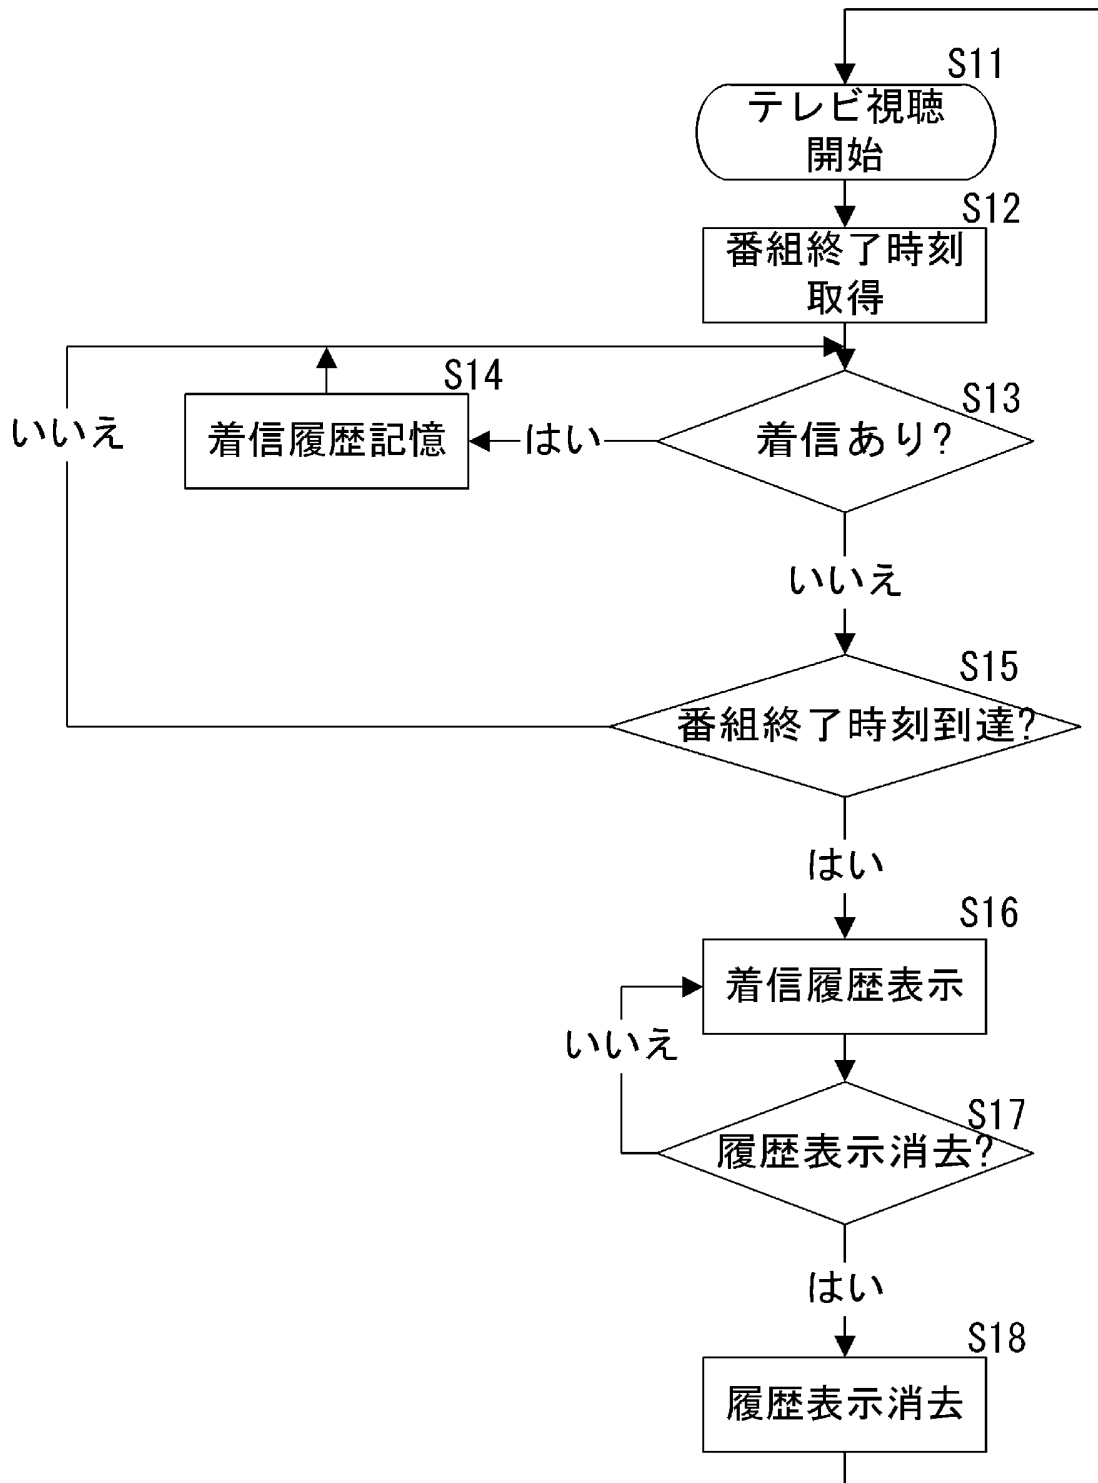 S11
テレビ視聴
開始
S12
番組終了時刻
取得
S14
S13
いいえ
着信履歴記憶
はい
着信あり?
いいえ
S15
番組終了時刻到達?
はい
S16
着信履歴表示
いいえ
S17
履歴表示消去?
はい
S18
履歴表示消去